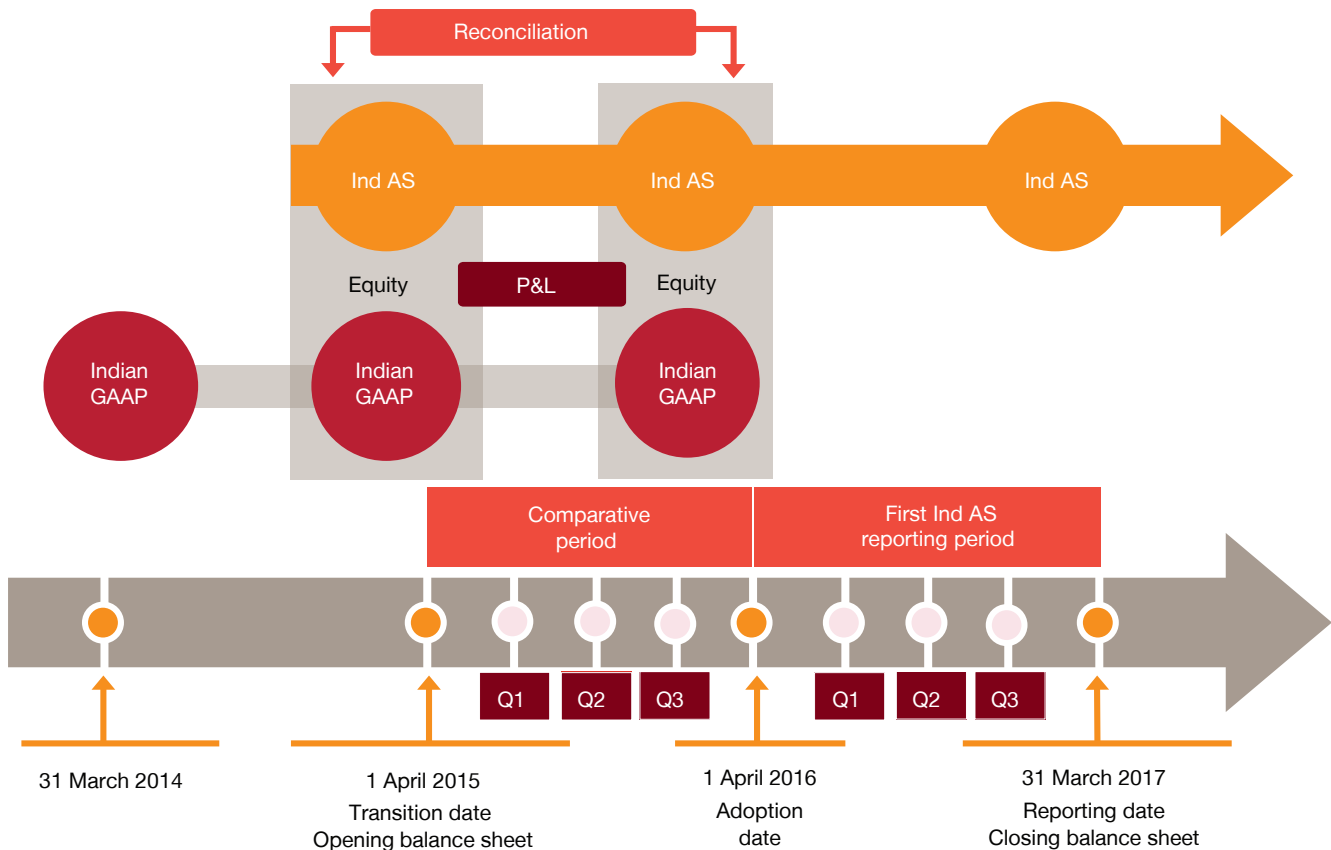 Reconciliation
Ind AS
Ind AS
Ind AS
Equity
P&L
Equity
Indian
GAAP
Indian
GAAP
Indian
GAAP
Comparative
period
First Ind AS
reporting period
Q1
Q2
Q3
Q1
Q2
Q3
31 March 2014
1 April 2015
Transition date
Opening balance sheet
1 April 2016
Adoption
date
31 March 2017
Reporting date
Closing balance sheet